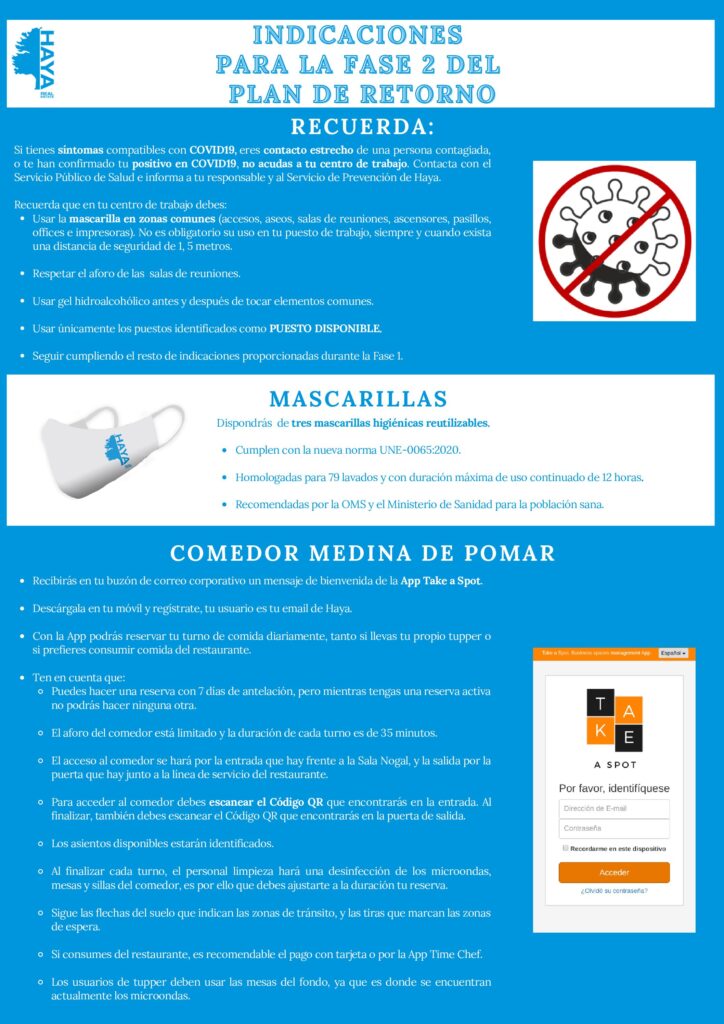 HAYA
REAL ESTATE
INDICACIONES
PARA LA FASE 2 DEL
PLAN DE RETORNO
RECUERDA:
Si tienes síntomas compatibles con COVID19, eres contacto estrecho de una persona contagiada,
o te han confirmado tu positivo en COVID19, no acudas a tu centro de trabajo. Contacta con el
Servicio Público de Salud e informa a tu responsable y al Servicio de Prevención de Haya.
Recuerda que en tu centro de trabajo debes:
• Usar la mascarilla en zonas comunes (accesos, aseos, salas de reuniones, ascensores, pasillos,
offices e impresoras). No es obligatorio su uso en tu puesto de trabajo, siempre y cuando exista
una distancia de seguridad de 1, 5 metros.
• Respetar el aforo de las salas de reuniones.
• Usar gel hidroalcohólico antes y después de tocar elementos comunes.
• Usar únicamente los puestos identificados como PUESTO DISPONIBLE.
• Seguir cumpliendo el resto de indicaciones proporcionadas durante la Fase 1.
MASCARILLAS
HAYA
Dispondrás de tres mascarillas higiénicas reutilizables.
• Cumplen con la nueva norma UNE-0065:2020.
• Homologadas para 79 lavados y con duración máxima de uso continuado de 12 horas.
• Recomendadas por la OMS y el Ministerio de Sanidad para la población sana.
COMEDOR MEDINA DE POMAR
• Recibirás en tu buzón de correo corporativo un mensaje de bienvenida de la App Take a Spot.
• Descárgala en tu móvil y regístrate, tu usuario es tu email de Haya.
• Con la App podrás reservar tu turno de comida diariamente, tanto si llevas tu propio tupper o
si prefieres consumir comida del restaurante.
• Ten en cuenta que:
◦ Puedes hacer una reserva con 7 días de antelación, pero mientras tengas una reserva activa
no podrás hacer ninguna otra.
◦ El aforo del comedor está limitado y la duración de cada turno es de 35 minutos.
◦ El acceso al comedor se hará por la entrada que hay frente a la Sala Nogal, y la salida por la
puerta que hay junto a la línea de servicio del restaurante.
◦ Para acceder al comedor debes escanear el Código QR que encontrarás en la entrada. Al
finalizar, también debes escanear el Código QR que encontrarás en la puerta de salida.
◦ Los asientos disponibles estarán identificados.
◦ Al finalizar cada turno, el personal limpieza hará una desinfección de los microondas,
mesas y sillas del comedor, es por ello que debes ajustarte a la duración tu reserva.
◦ Sigue las flechas del suelo que indican las zonas de tránsito, y las tiras que marcan las zonas
de espera.
◦ Si consumes del restaurante, es recomendable el pago con tarjeta o por la App Time Chef.
◦ Los usuarios de tupper deben usar las mesas del fondo, ya que es donde se encuentran
actualmente los microondas.
Take a Spot. Business spaces management App.
Español
TAKE
A SPOT
Por favor, identifíquese
Dirección de E-mail
Contraseña
Recordarme en este dispositivo
Acceder
¿Olvidó su contraseña?